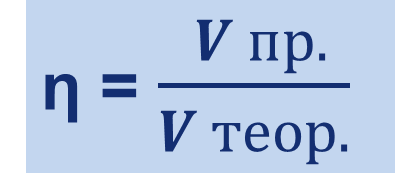 η = V пр.
V теор.